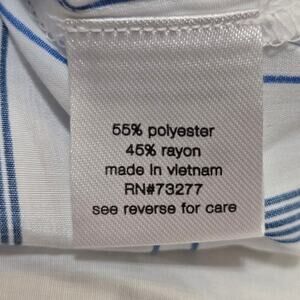 55% polyester
45% rayon
made in vietnam
RN#73277
see reverse for care